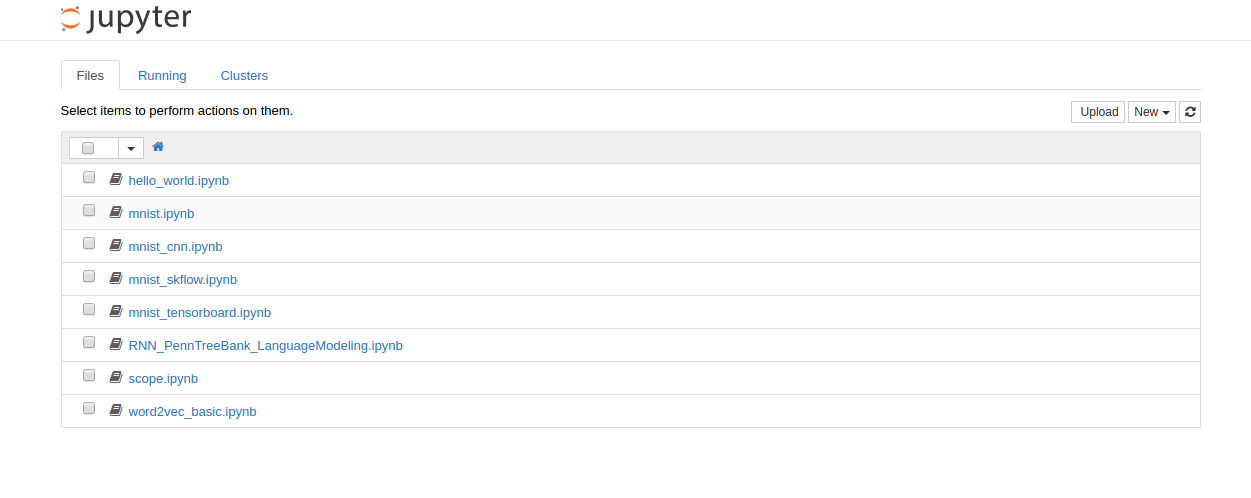 jupyter
Files Running Clusters
Select items to perform actions on them. Upload New
hello_world.ipynb
mnist.ipynb
mnist_cnn.ipynb
mnist_skflow.ipynb
mnist_tensorboard.ipynb
RNN_PennTreeBank_LanguageModeling.ipynb
scope.ipynb
word2vec_basic.ipynb